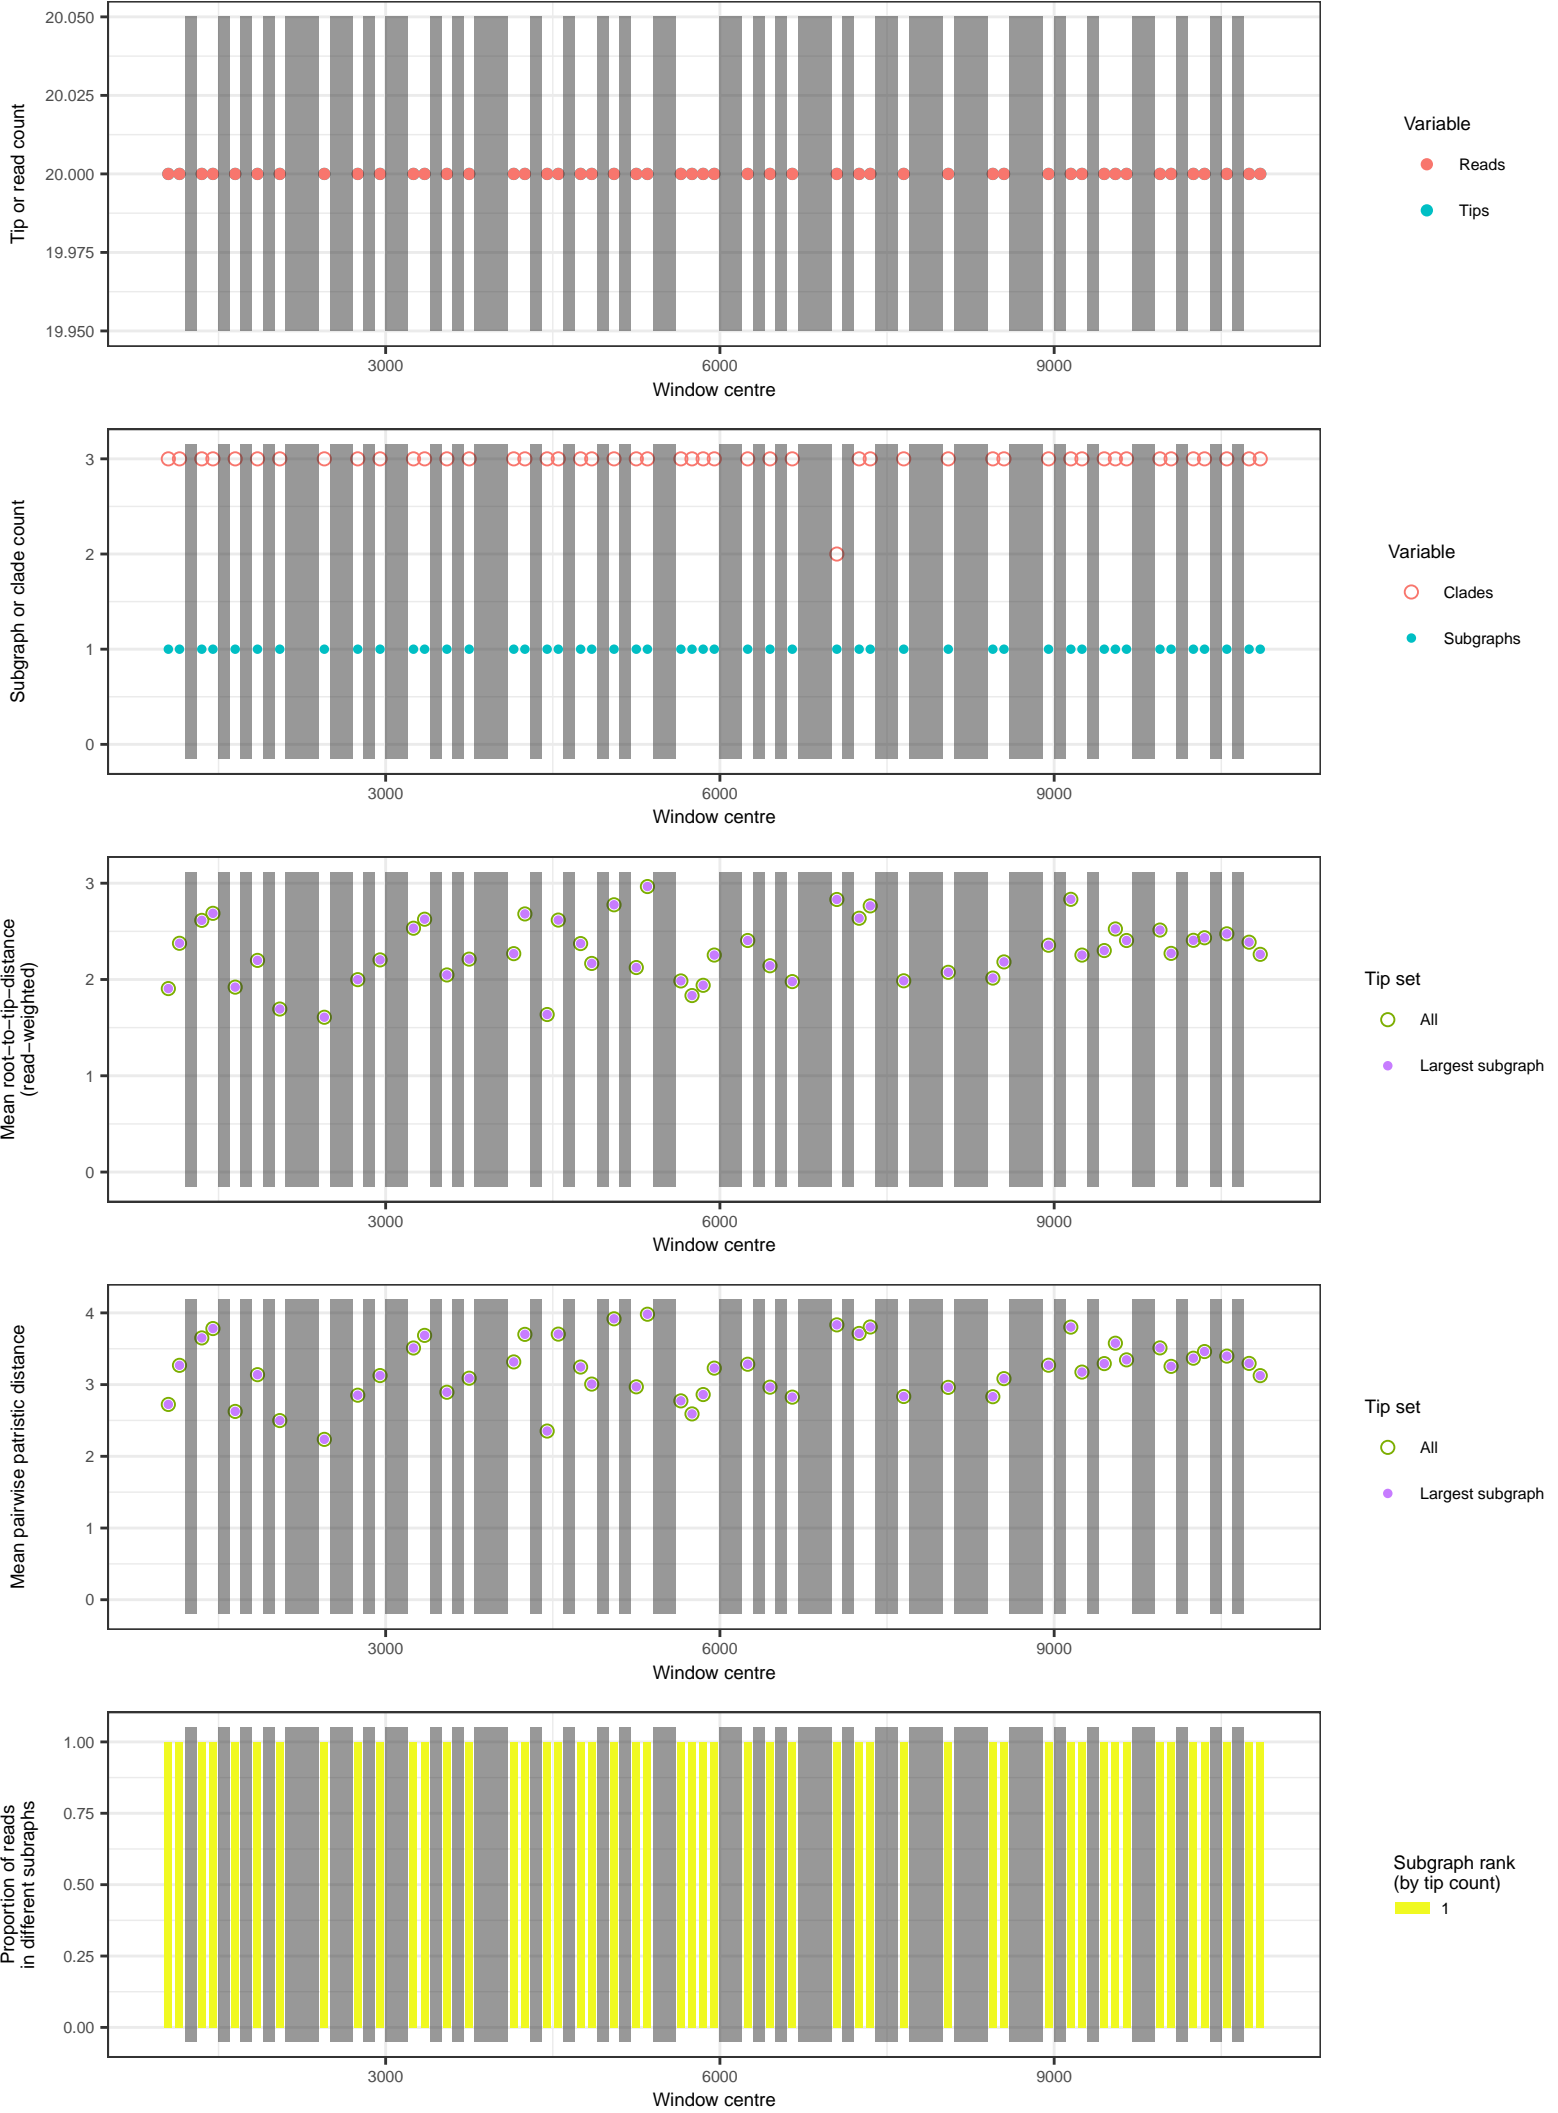 20.050
20.025
20.000
19.975
19.950
Tip or read count
3000
6000
9000
Window centre
Variable
Reads
Tips
3
2
1
0
Subgraph or clade count
3000
6000
9000
Window centre
Variable
Clades
Subgraphs
3
2
1
0
Mean root−to−tip−distance
(read−weighted)
3000
6000
9000
Window centre
Tip set
All
Largest subgraph
4
3
2
1
0
Mean pairwise patristic distance
3000
6000
9000
Window centre
Tip set
All
Largest subgraph
1.00
0.75
0.50
0.25
0.00
Proportion of reads
in different subraphs
3000
6000
9000
Window centre
Subgraph rank
(by tip count)
1